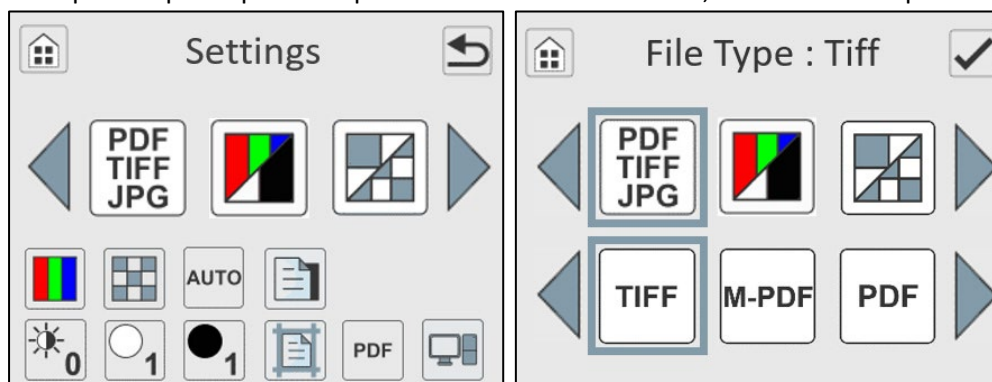 Settings
PDF
TIFF
JPG
AUTO
0
1
1
PDF
File Type : Tiff
PDF
TIFF
JPG
TIFF
M-PDF
PDF